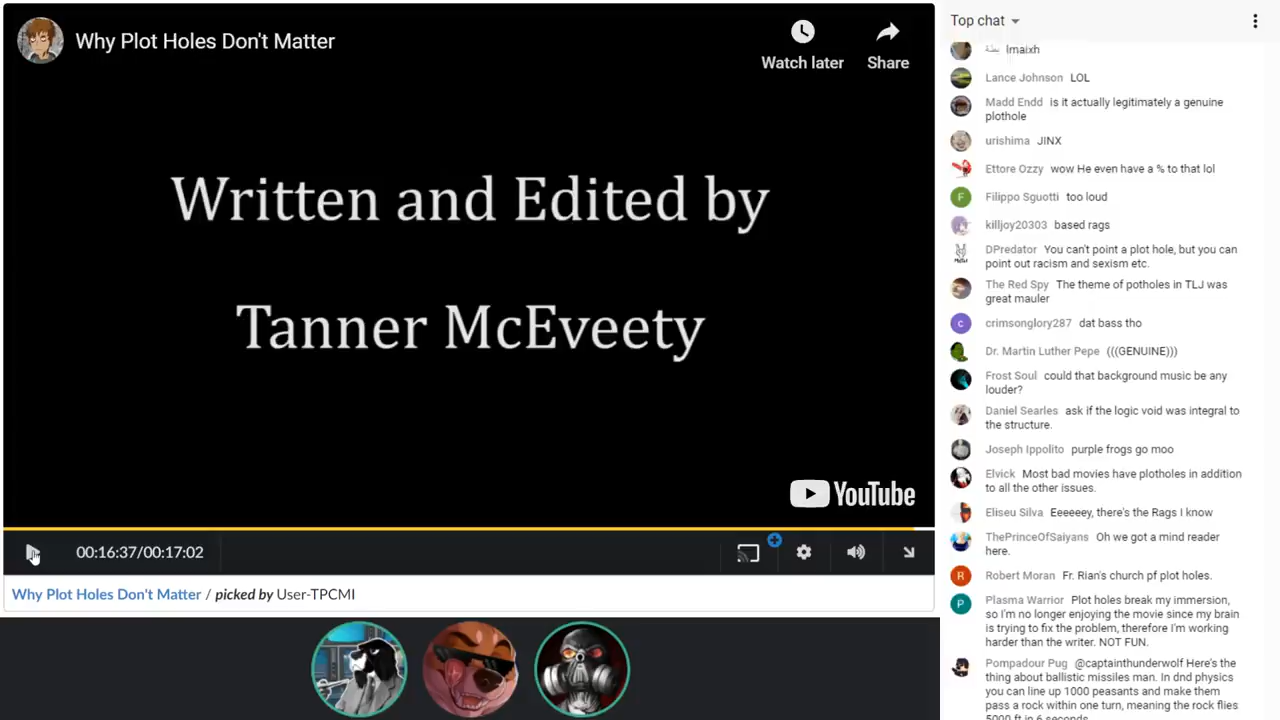 Why Plot Holes Don't Matter
Watch later
Share
Written and Edited by
Tanner McEveety
YouTube
00:16:37/00:17:02
Why Plot Holes Don't Matter / picked by User-TPCMI
Top chat
lmaixh
Lance Johnson LOL
Madd Endd is it actually legitimately a genuine
plothole
urishima JINX
Ettore Ozzy wow He even have a % to that lol
F
Filippo Sguotti too loud
killjoy20303 based rags
DPredator You can't point a plot hole, but you can
point out racism and sexism etc.
The Red Spy The theme of potholes in TLJ was
great mauler
c
crimsonglory287 dat bass tho
Dr. Martin Luther Pepe (((GENUINE)))
Frost Soul could that background music be any
louder?
Daniel Searles ask if the logic void was integral to
the structure.
Joseph Ippolito purple frogs go moo
Elvick Most bad movies have plotholes in addition
to all the other issues.
Eliseu Silva Eeeeeey, there's the Rags I know
ThePrinceOfSaiyans Oh we got a mind reader
here.
R
Robert Moran Fr. Rian's church pf plot holes.
P
Plasma Warrior Plot holes break my immersion,
so I'm no longer enjoying the movie since my brain
is trying to fix the problem, therefore I'm working
harder than the writer. NOT FUN.
Pompadour Pug @captainthunderwolf Here's the
thing about ballistic missiles man. In dnd physics
you can line up 1000 peasants and make them
pass a rock within one turn, meaning the rock flies
5000 ft in 6 seconds